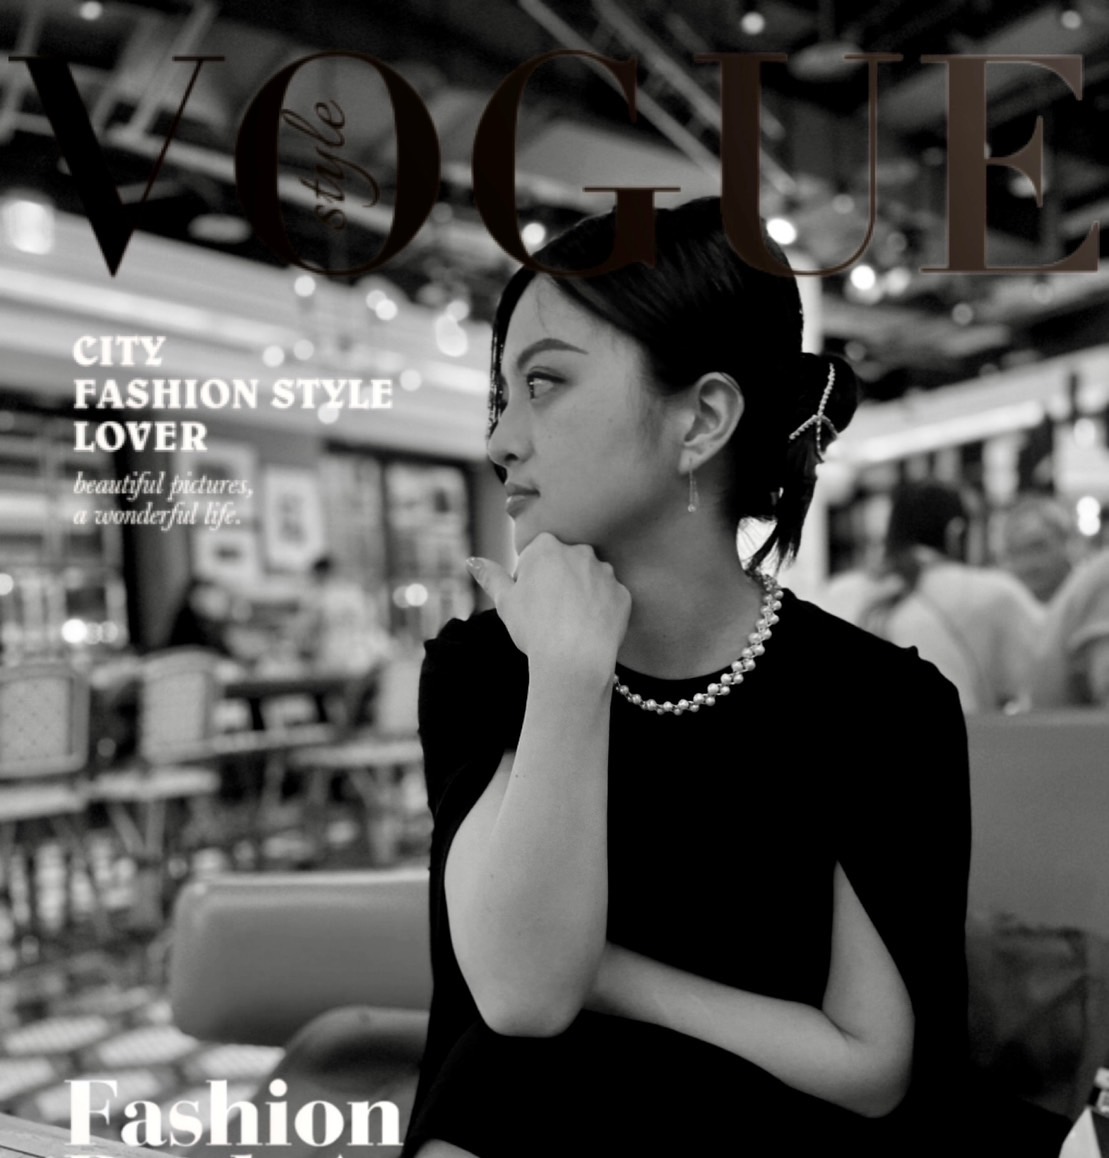 VOGUE
style
CITY
FASHION STYLE
LOVER
beautiful pictures,
a wonderful life.
Fashion